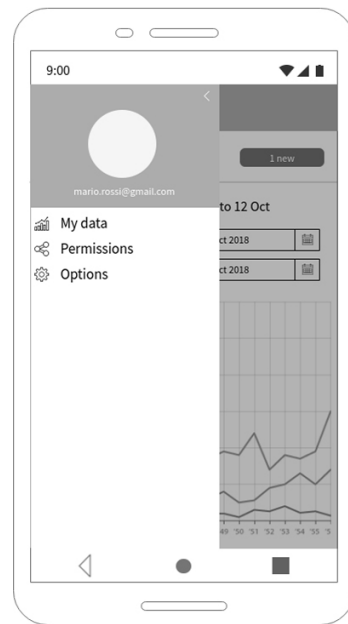 9:00
1 new
mario.rossi@gmail.com
to 12 Oct
My data
ct 2018
Permissions
ct 2018
Options
49 '50 '51 '52 '53 '54 '55 '5